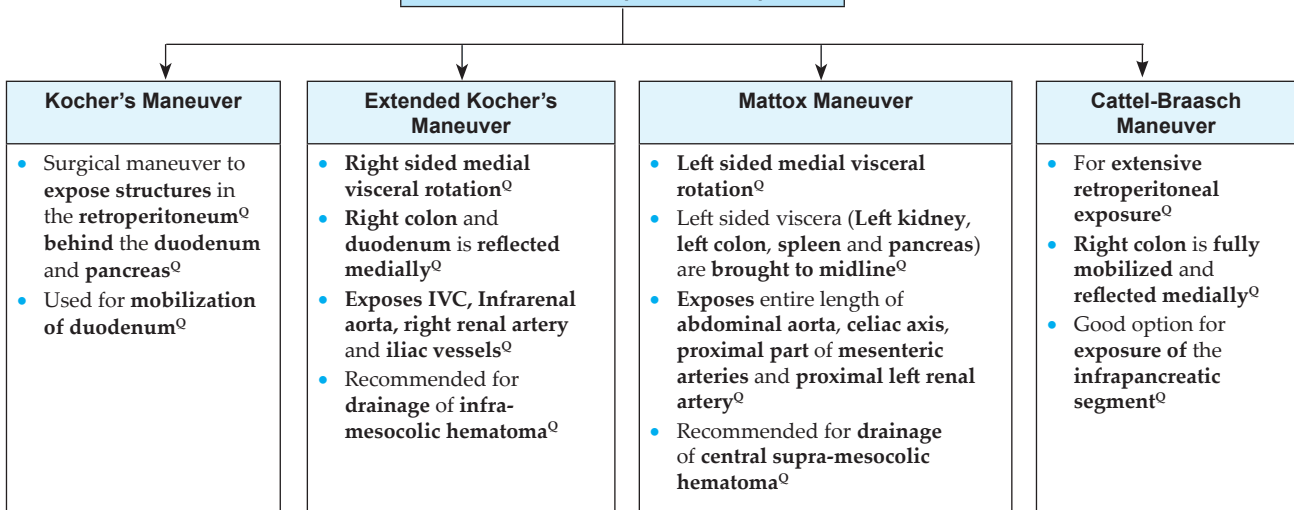 Kocher's Maneuver
• Surgical maneuver to
expose structures in
the retroperitoneumQ
behind the duodenum
and pancreasQ
• Used for mobilization
of duodenumQ
Extended Kocher's
Maneuver
• Right sided medial
visceral rotationQ
• Right colon and
duodenum is reflected
mediallyQ
• Exposes IVC, Infrarenal
aorta, right renal artery
and iliac vesselsQ
• Recommended for
drainage of infra-
mesocolic hematomaQ
Mattox Maneuver
• Left sided medial visceral
rotationQ
• Left sided viscera (Left kidney,
left colon, spleen and pancreas)
are brought to midlineQ
• Exposes entire length of
abdominal aorta, celiac axis,
proximal part of mesenteric
arteries and proximal left renal
arteryQ
• Recommended for drainage
of central supra-mesocolic
hematomaQ
Cattel-Braasch
Maneuver
• For extensive
retroperitoneal
exposureQ
• Right colon is fully
mobilized and
reflected mediallyQ
• Good option for
exposure of the
infrapancreatic
segmentQ